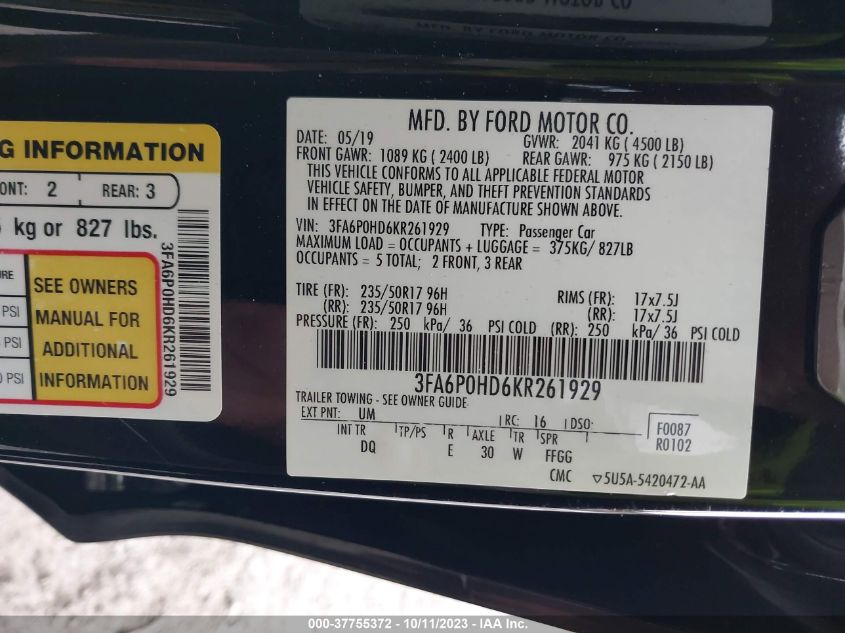 MFD. BY FORD MOTOR CO.
DATE: 05/19 GVWR: 2041 KG ( 4500 LB)
FRONT GAWR: 1089 KG ( 2400 LB) REAR GAWR: 975 KG ( 2150 LB)
THIS VEHICLE CONFORMS TO ALL APPLICABLE FEDERAL MOTOR
VEHICLE SAFETY, BUMPER, AND THEFT PREVENTION STANDARDS
IN EFFECT ON THE DATE OF MANUFACTURE SHOWN ABOVE.
VIN: 3FA6P0HD6KR261929 TYPE: Passenger Car
MAXIMUM LOAD = OCCUPANTS + LUGGAGE = 375KG/ 827LB
OCCUPANTS = 5 TOTAL; 2 FRONT, 3 REAR
TIRE (FR): 235/50R17 96H RIMS (FR): 17x7.5J
(RR): 235/50R17 96H (RR): 17x7.5J
PRESSURE (FR): 250 kPa/ 36 PSI COLD (RR): 250 kPa/ 36 PSI COLD
3FA6P0HD6KR261929
TRAILER TOWING - SEE OWNER GUIDE
EXT PNT: UM RC: 16 DSO:
F0087
R0102
INT TR TP/PS R AXLE TR SPR
DQ E 30 W FFGG
CMC 5U5A-5420472-AA
G INFORMATION
ONT: 2 REAR: 3
kg or 827 lbs.
3FA6P0HD6KR261929
URE
PSI
PSI
PSI
SEE OWNERS
MANUAL FOR
ADDITIONAL
INFORMATION
000-37755372 - 10/11/2023 -